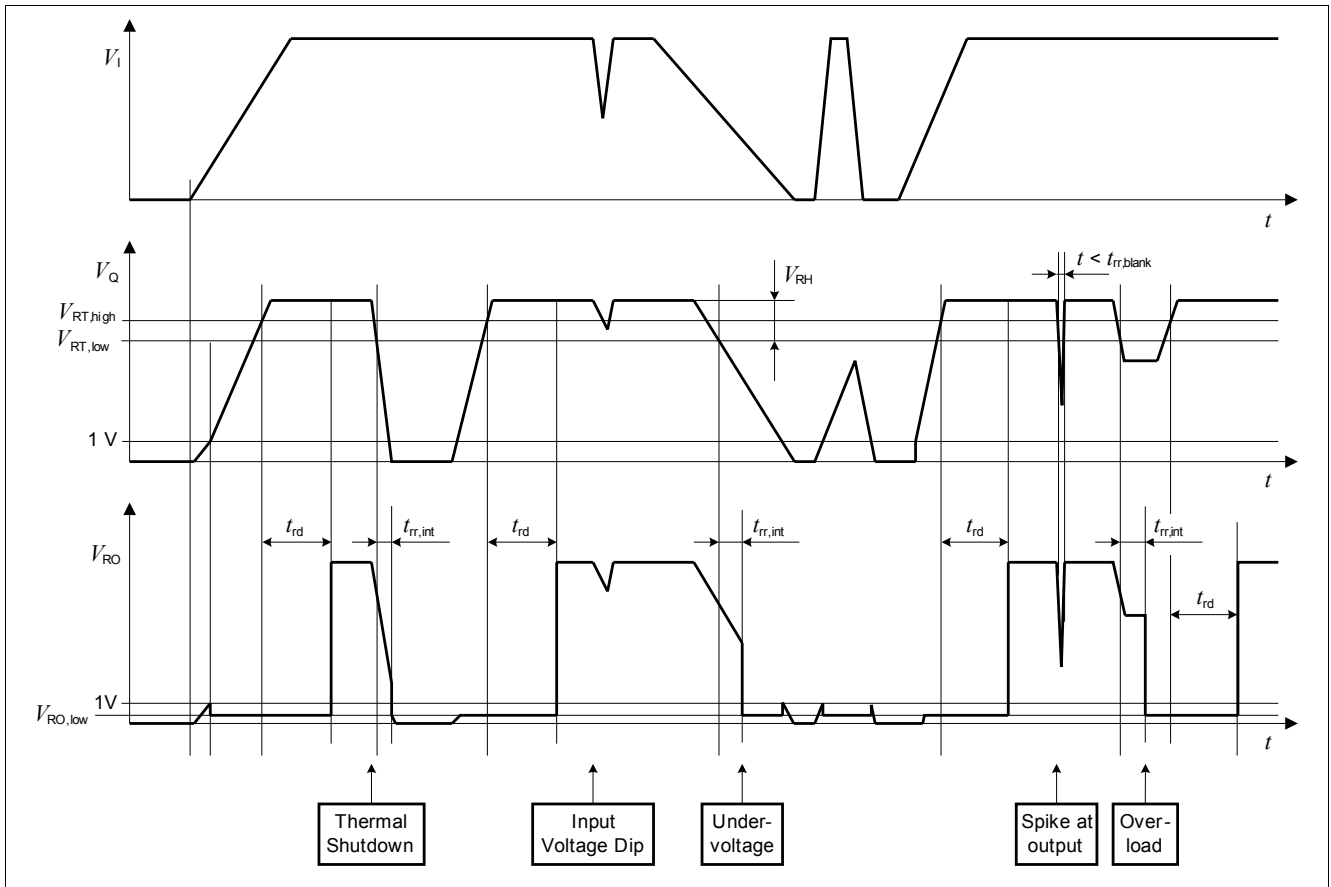 V_I
t
V_Q
V_RT,high
V_RT,low
1 V
V_RH
t < t_rr,blank
t
V_RO
t_rd
t_rr,int
t_rd
t_rr,int
t_rd
t_rr,int
t_rd
1V
V_RO,low
t
Thermal
Shutdown
Input
Voltage Dip
Under-
voltage
Spike at
output
Over-
load